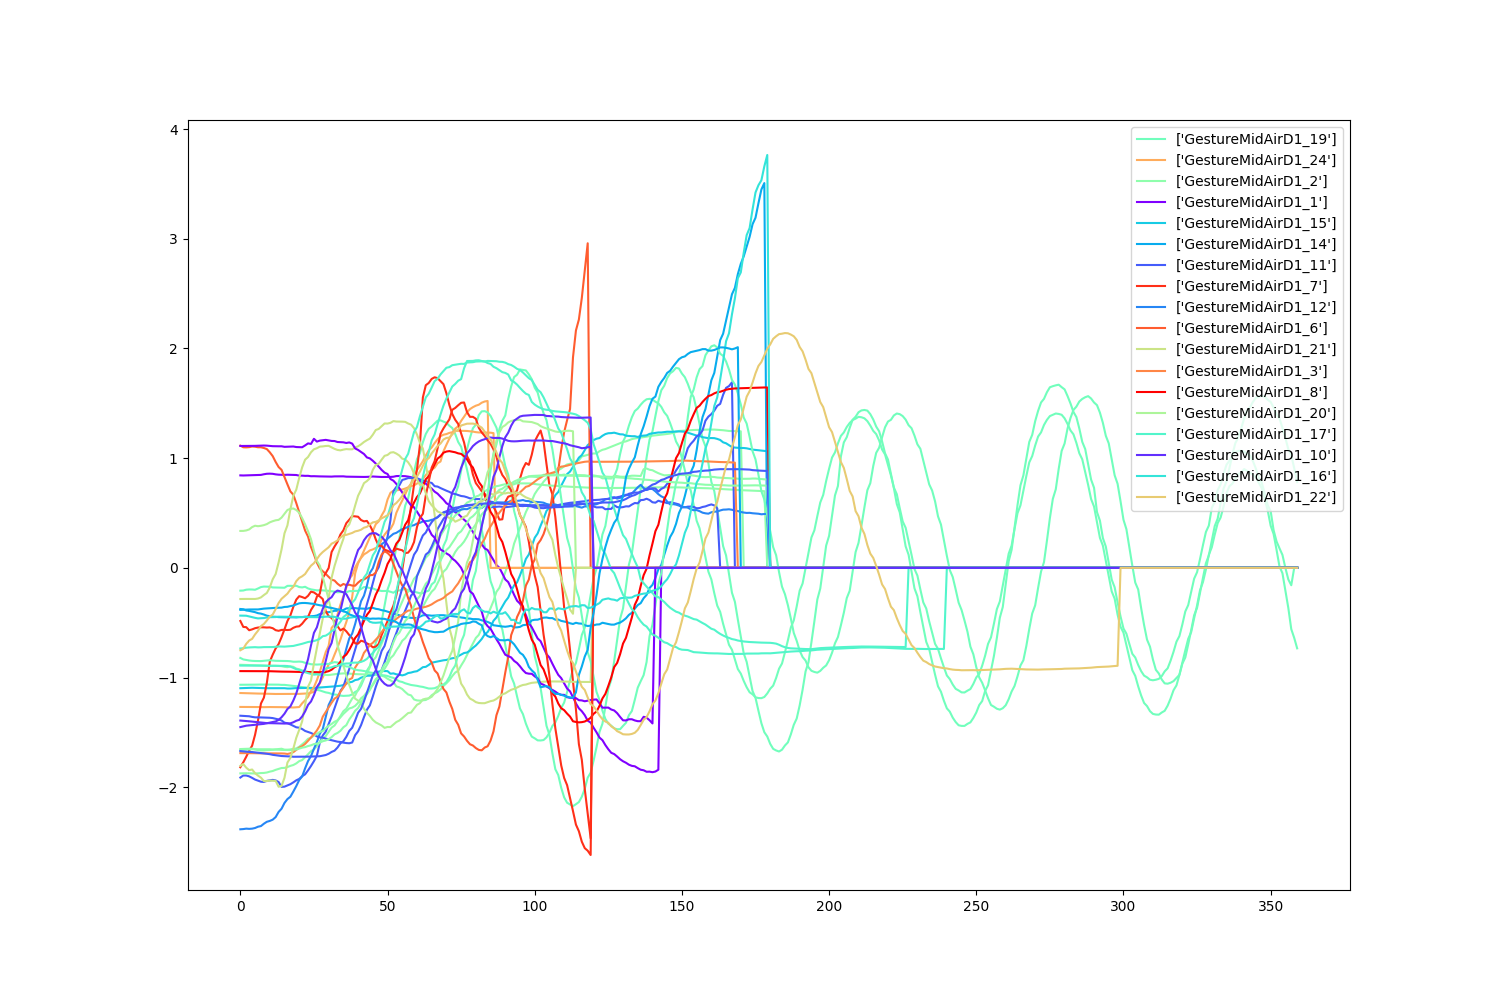 4
3
2
1
0
−1
−2
0 50 100 150 200 250 300 350
['GestureMidAirD1_19']
['GestureMidAirD1_24']
['GestureMidAirD1_2']
['GestureMidAirD1_1']
['GestureMidAirD1_15']
['GestureMidAirD1_14']
['GestureMidAirD1_11']
['GestureMidAirD1_7']
['GestureMidAirD1_12']
['GestureMidAirD1_6']
['GestureMidAirD1_21']
['GestureMidAirD1_3']
['GestureMidAirD1_8']
['GestureMidAirD1_20']
['GestureMidAirD1_17']
['GestureMidAirD1_10']
['GestureMidAirD1_16']
['GestureMidAirD1_22']